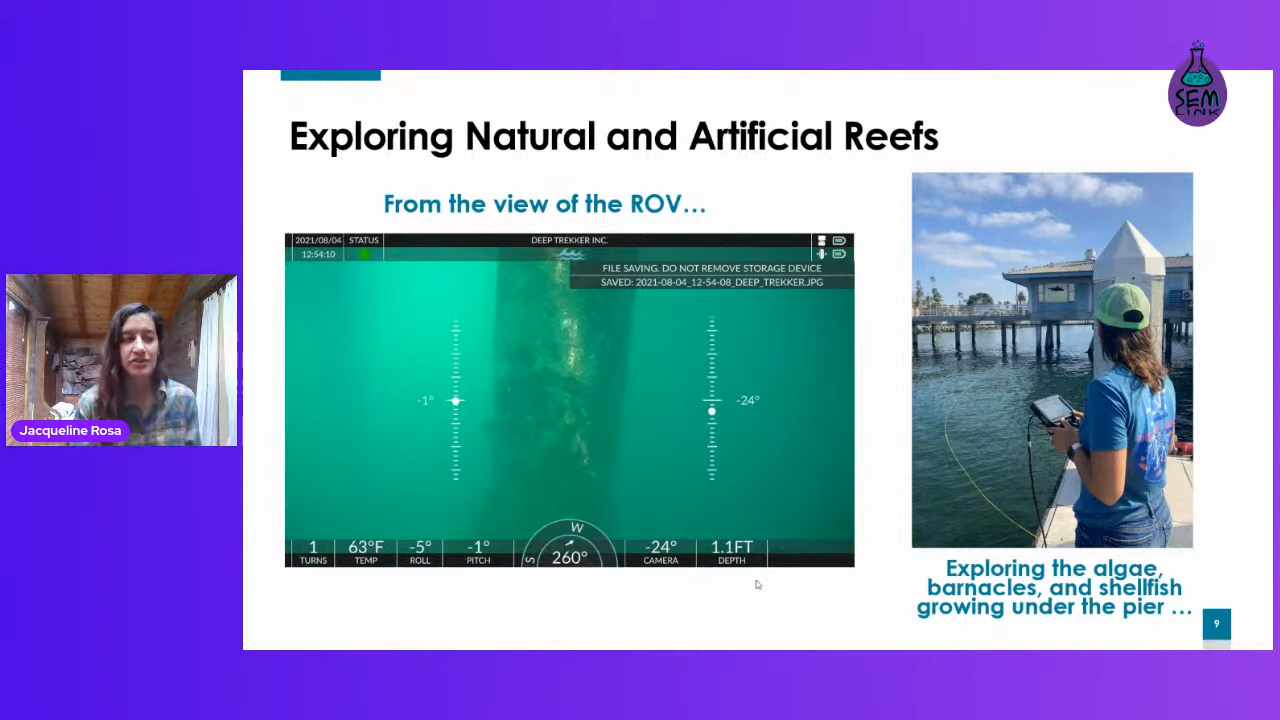 SEM
LINK
Exploring Natural and Artificial Reefs
From the view of the ROV...
2021/08/04 STATUS DEEP TREKKER INC.
12:54:10
FILE SAVING. DO NOT REMOVE STORAGE DEVICE
SAVED: 2021-08-04_12-54-08_DEEP_TREKKER.JPG
-1° -24°
W
S
1 63°F -5° -1° 260° -24° 1.1FT
TURNS TEMP ROLL PITCH CAMERA DEPTH
Jacqueline Rosa
Exploring the algae,
barnacles, and shellfish
growing under the pier ...
9